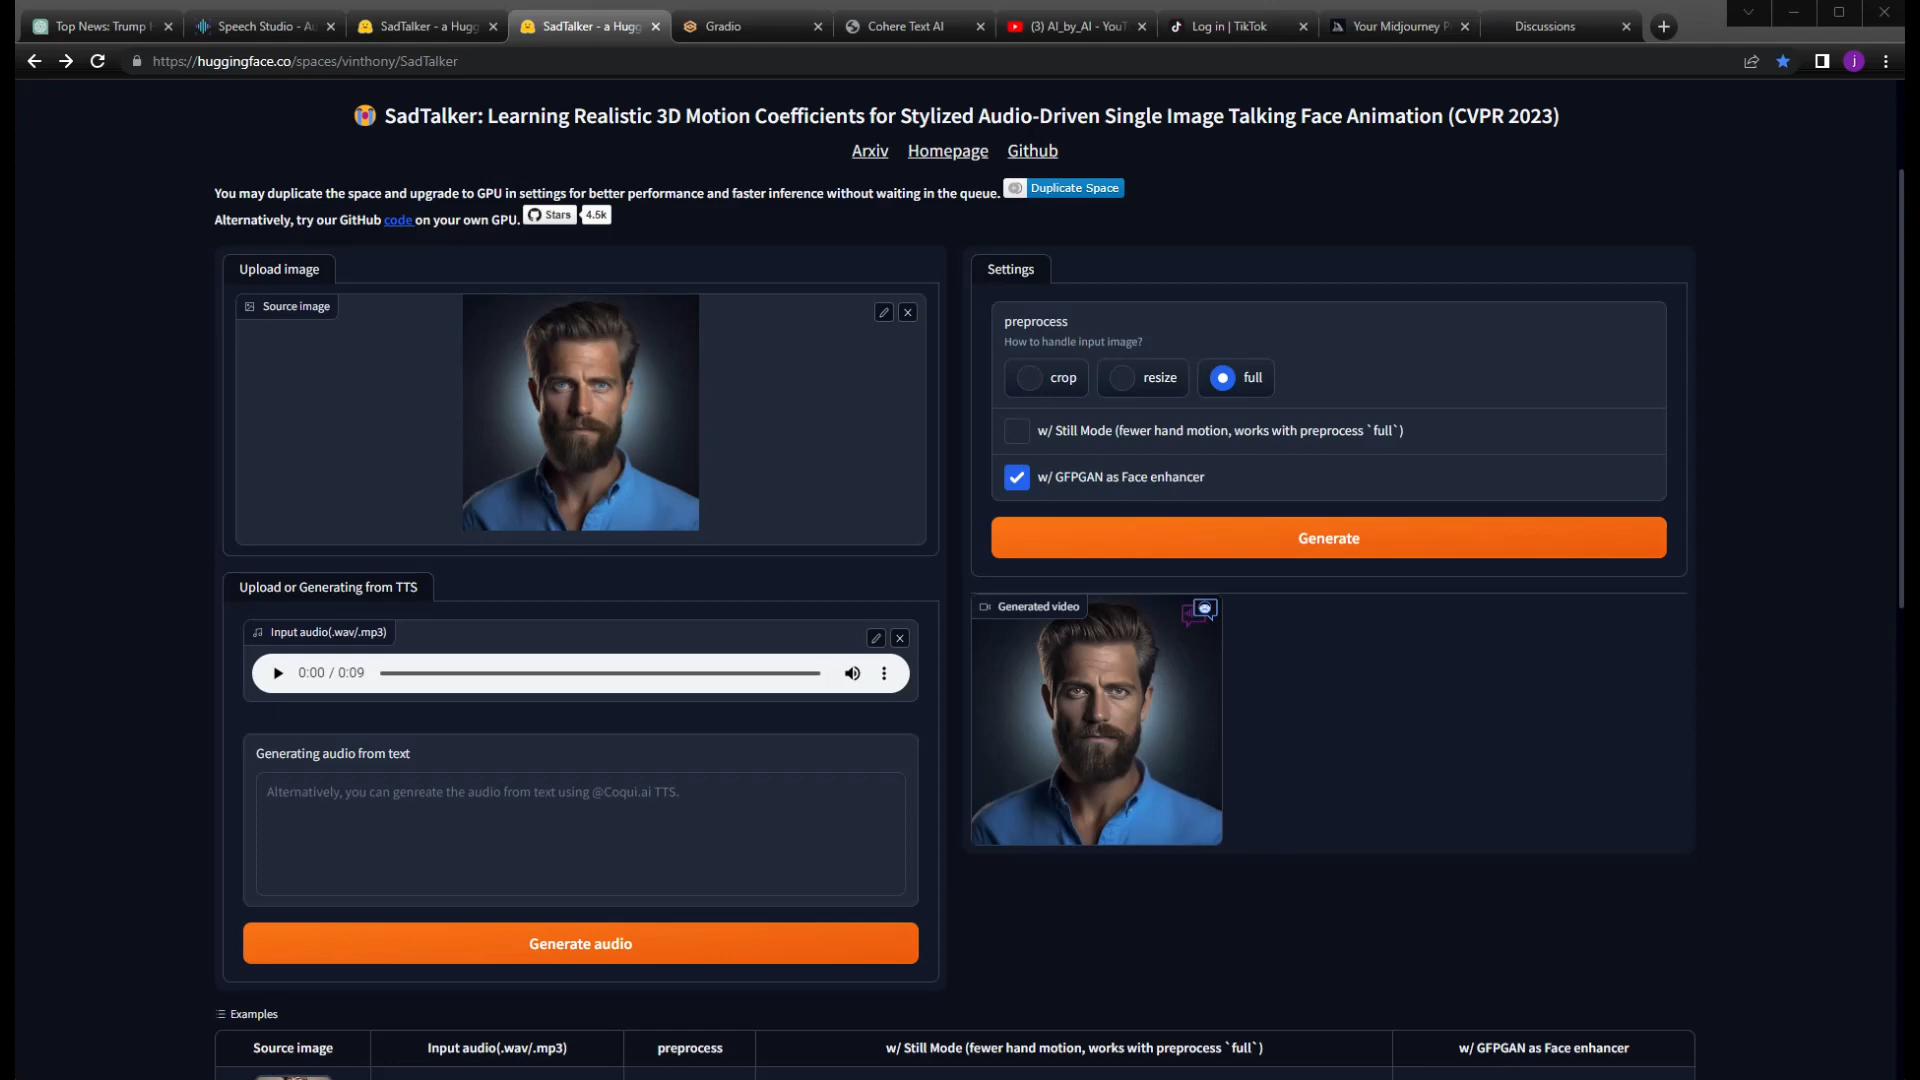 Top News: Trump I
Speech Studio - Au
SadTalker - a Hugg
SadTalker - a Hugg
Gradio
Cohere Text AI
(3) AI_by_AI - YouT
Log in | TikTok
Your Midjourney P
Discussions
https://huggingface.co/spaces/vinthony/SadTalker
j
SadTalker: Learning Realistic 3D Motion Coefficients for Stylized Audio-Driven Single Image Talking Face Animation (CVPR 2023)
Arxiv Homepage Github
You may duplicate the space and upgrade to GPU in settings for better performance and faster inference without waiting in the queue. Duplicate Space
Alternatively, try our GitHub code on your own GPU. Stars 4.5k
Upload image
Source image
Upload or Generating from TTS
Input audio(.wav/.mp3)
0:00 / 0:09
Generating audio from text
Alternatively, you can genreate the audio from text using @Coqui.ai TTS.
Generate audio
Settings
preprocess
How to handle input image?
crop
resize
full
w/ Still Mode (fewer hand motion, works with preprocess `full`)
w/ GFPGAN as Face enhancer
Generate
Generated video
Examples
Source image
Input audio(.wav/.mp3)
preprocess
w/ Still Mode (fewer hand motion, works with preprocess `full`)
w/ GFPGAN as Face enhancer